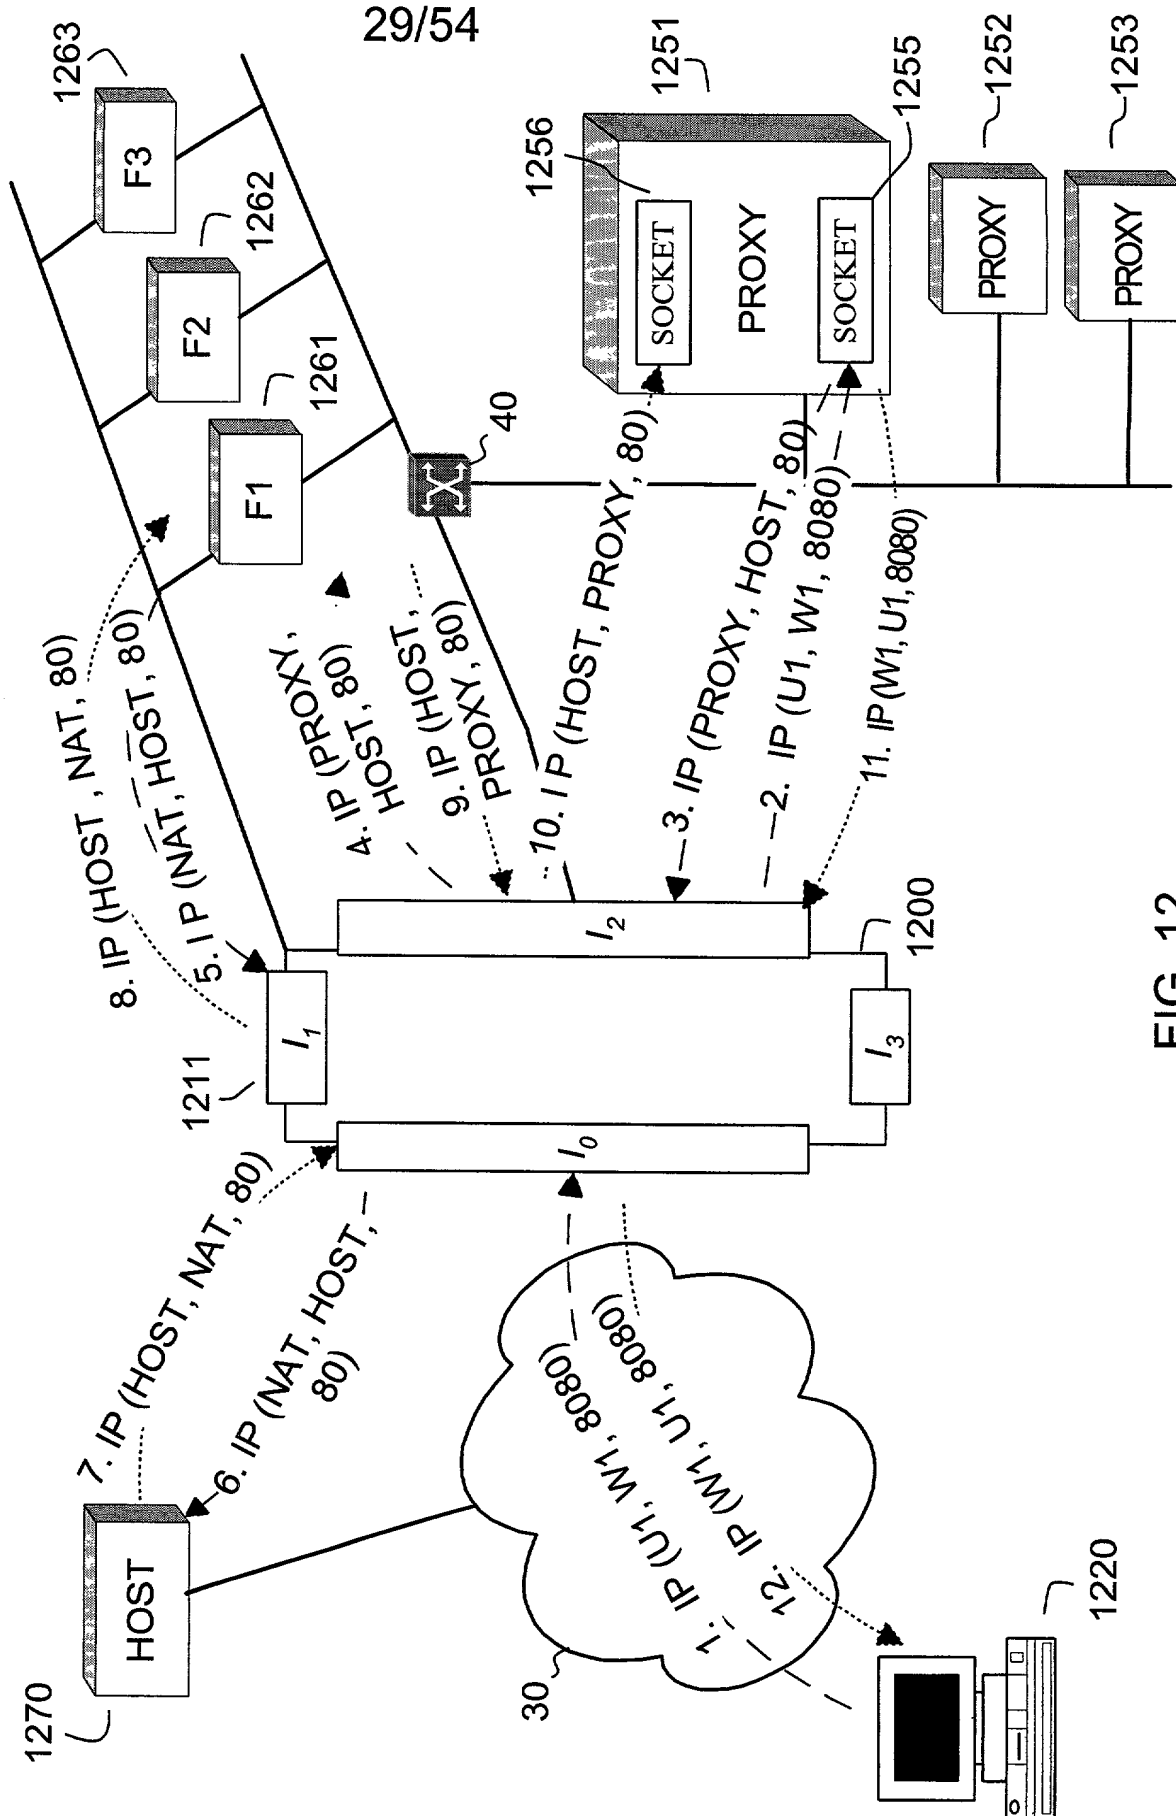 29/54
1263
F3
1262
F2
1261
F1
40
1251
1256
SOCKET
PROXY
SOCKET
1255
PROXY
1252
PROXY
1253
8. IP (HOST , NAT, 80)
5. I P (NAT, HOST, 80)
4. IP (PROXY,
HOST, 80)
9. IP (HOST,
PROXY, 80)
10. I P (HOST, PROXY, 80)
3. IP (PROXY, HOST, 80)
2. IP (U1, W1, 8080)
11. IP (W1, U1, 8080)
1211
I1
I2
I0
I3
1200
7. IP (HOST, NAT, 80)
6. IP (NAT, HOST,
80)
HOST
1270
1. IP (U1, W1, 8080)
12. IP (W1, U1, 8080)
30
1220
FIG. 12